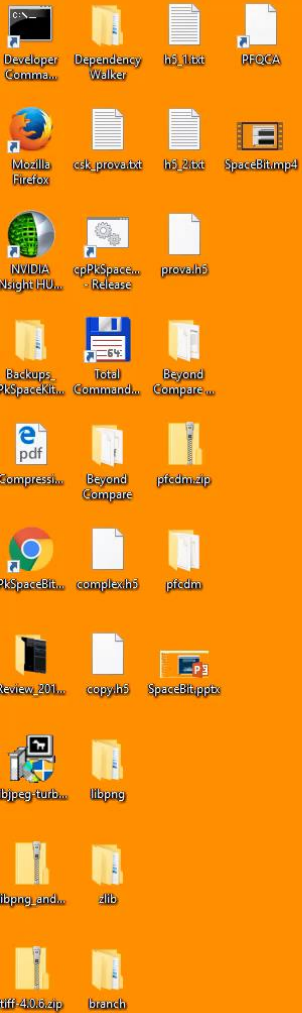 Developer
Comma...
Dependency
Walker
h5_1.txt
PFQCA
Mozilla
Firefox
csk_prova.txt
h5_2.txt
SpaceBit.mp4
NVIDIA
Nsight HU...
cpPkSpace...
- Release
prova.h5
Backups_
PkSpaceKit...
64:
Total
Command...
Beyond
Compare ...
pdf
Compressi...
Beyond
Compare
pfcdm.zip
PkSpaceBit...
complex.h5
pfcdm
Review_201...
copy.h5
SpaceBit.pptx
libjpeg-turb...
libpng
libpng_and...
zlib
tiff-4.0.6.zip
branch